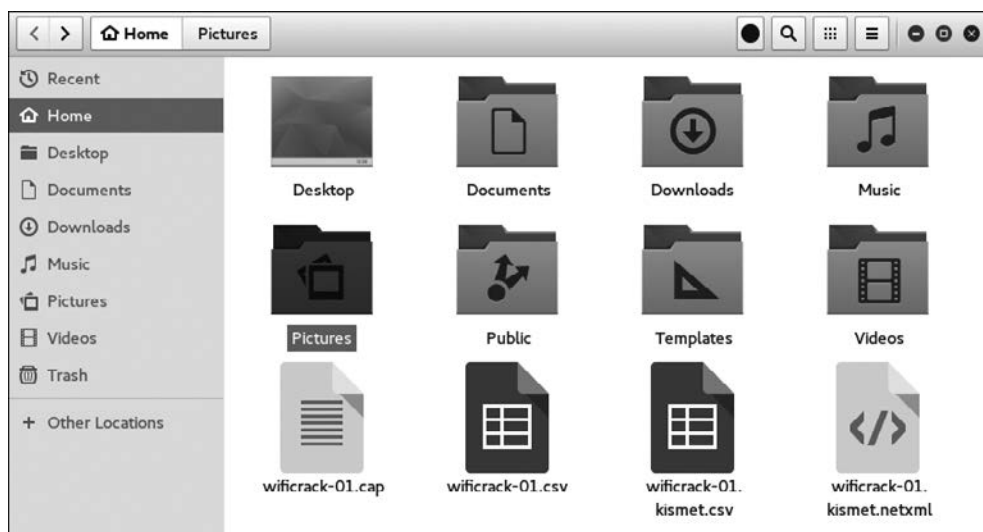 Home Pictures
Recent
Home
Desktop
Documents
Downloads
Music
Pictures
Videos
Trash
+ Other Locations
Desktop Documents Downloads Music
Pictures Public Templates Videos
wificrack-01.cap wificrack-01.csv wificrack-01. wificrack-01.
kismet.csv kismet.netxml